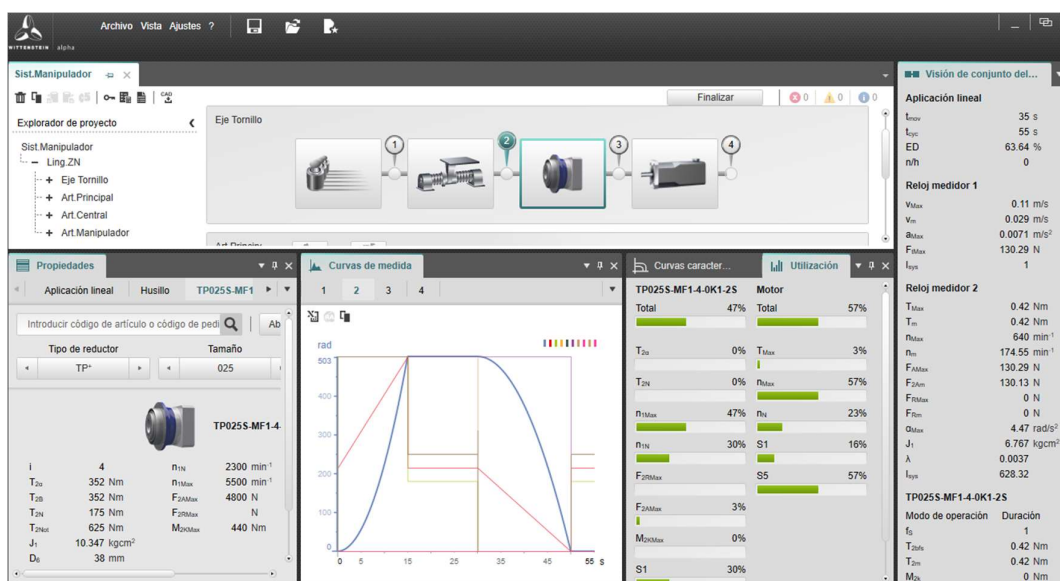 WITTENSTEIN alpha
Archivo Vista Ajustes ?
Sist.Manipulador
CAD
Finalizar
0 0 0
Explorador de proyecto
Sist.Manipulador
Ling.ZN
Eje Tornillo
Art.Principal
Art.Central
Art.Manipulador
Eje Tornillo
1 2 3 4
Propiedades
Aplicación lineal Husillo TP025S-MF1
Introducir código de artículo o código de pedi Ab
Tipo de reductor Tamaño
TP+ 025
TP025S-MF1-4-
i 4 n1N 2300 min-1
T2α 352 Nm n1Max 5500 min-1
T2B 352 Nm F2AMax 4800 N
T2N 175 Nm F2RMax N
T2Not 625 Nm M2KMax 440 Nm
J1 10.347 kgcm2
38 mm
Curvas de medida
1 2 3 4
rad
503
400
300
200
100
0
0 5 15 25 35 45 55 s
Curvas caracter... Utilización
TP025S-MF1-4-0K1-2S Motor
Total 47% Total 57%
T2α 0% TMax 3%
T2N 0% nMax 57%
n1Max 47% nN 23%
n1N 30% S1 16%
F2RMax S5 57%
F2AMax 3%
M2KMax 0%
S1 30%
Visión de conjunto del...
Aplicación lineal
tmov 35 s
tcyc 55 s
ED 63.64 %
n/h 0
Reloj medidor 1
vMax 0.11 m/s
vm 0.029 m/s
aMax 0.0071 m/s2
FtMax 130.29 N
Isys 1
Reloj medidor 2
TMax 0.42 Nm
Tm 0.42 Nm
nMax 640 min-1
nm 174.55 min-1
FAMax 130.29 N
F2Am 130.13 N
FRMax 0 N
FRm 0 N
αMax 4.47 rad/s2
J1 6.767 kgcm2
λ 0.0037
Isys 628.32
TP025S-MF1-4-0K1-2S
Modo de operación Duración
fS 1
T2bfs 0.42 Nm
T2m 0.42 Nm
M2k 0 Nm